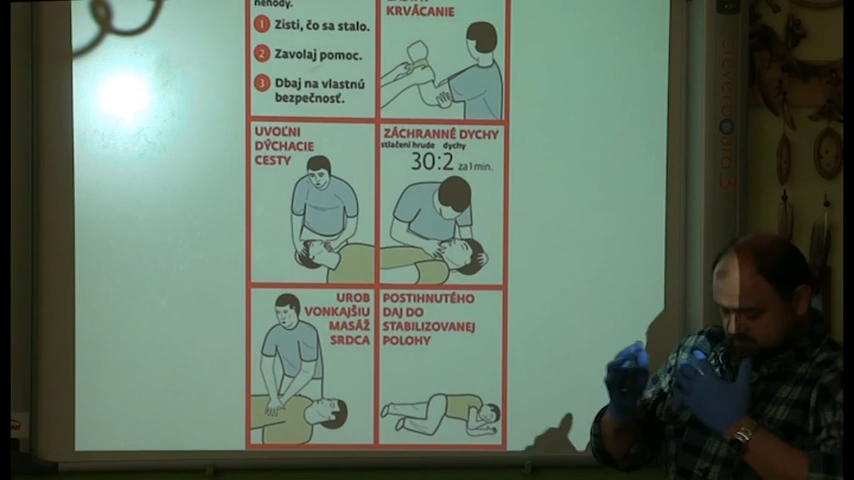 nehody.
1 Zisti, čo sa stalo.
2 Zavolaj pomoc.
3 Dbaj na vlastnú
bezpečnosť.
KRVÁCANIE
UVOĽNI
DÝCHACIE
CESTY
ZÁCHRANNÉ DYCHY
stlačení hrude dychy
30:2 za 1 min.
UROB
VONKAJŠIU
MASÁŽ
SRDCA
POSTIHNUTÉHO
DAJ DO
STABILIZOVANEJ
POLOHY